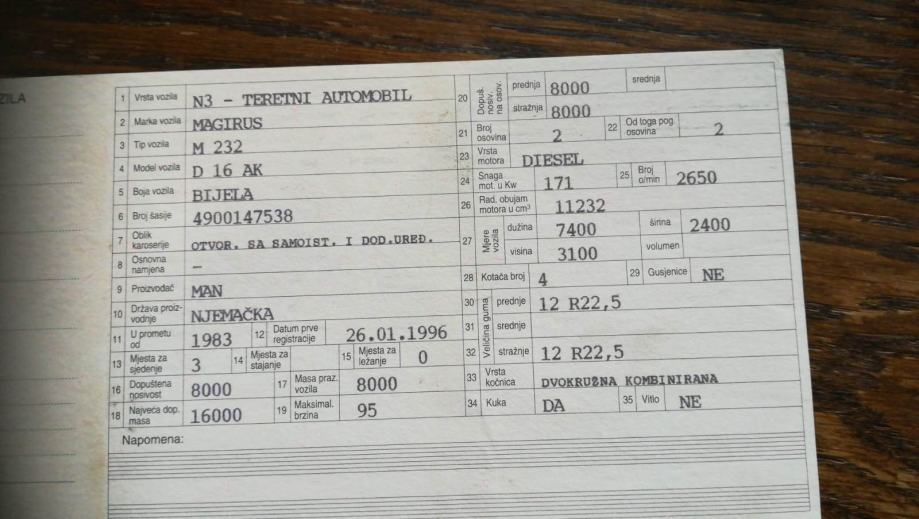 ZILA
1 Vrsta vozila N3 - TERETNI AUTOMOBIL
2 Marka vozila MAGIRUS
3 Tip vozila M 232
4 Model vozila D 16 AK
5 Boja vozila BIJELA
6 Broj šasije 4900147538
7 Oblik karoserije OTVOR. SA SAMOIST. I DOD.UREĐ.
8 Osnovna namjena –
9 Proizvođač MAN
10 Država proizvodnje NJEMAČKA
11 U prometu od 1983 12 Datum prve registracije 26.01.1996
13 Mjesta za sjedenje 3 14 Mjesta za stajanje 15 Mjesta za ležanje 0
16 Dopuštena nosivost 8000 17 Masa praz. vozila 8000
18 Najveća dop. masa 16000 19 Maksimal. brzina 95
Napomena:
20 Dopuš. nosiv. na osov. prednja 8000 srednja
stražnja 8000
21 Broj osovina 2 22 Od toga pog. osovina 2
23 Vrsta motora DIESEL
24 Snaga mot. u Kw 171 25 Broj o/min 2650
26 Rad. obujam motora u cm³ 11232
27 Mjere vozila dužina 7400 širina 2400
visina 3100 volumen
28 Kotača broj 4 29 Gusjenice NE
30 Veličina guma prednje 12 R22,5
31 srednje
32 stražnje 12 R22,5
33 Vrsta kočnica DVOKRUŽNA KOMBINIRANA
34 Kuka DA 35 Vitlo NE